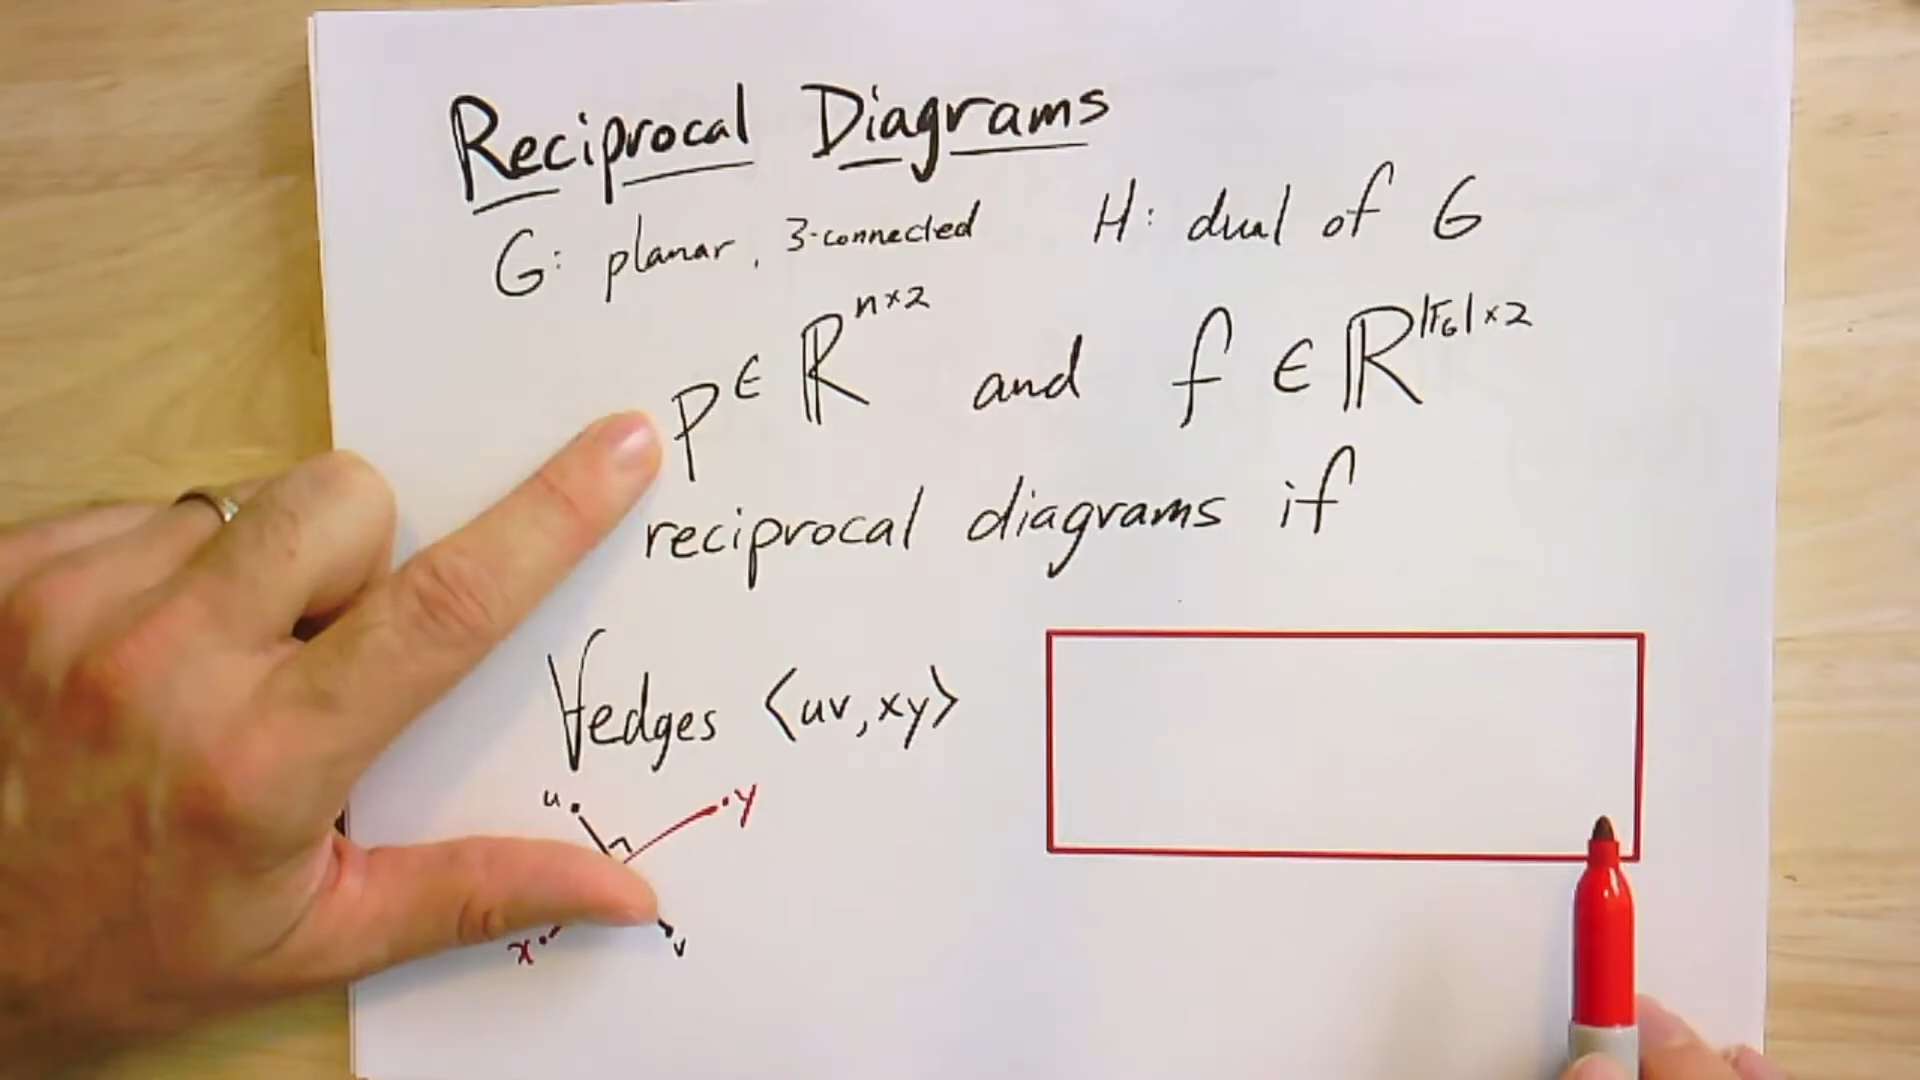 Reciprocal Diagrams
G: planar, 3-connected H: dual of G
p ∈ ℝ^{n×2} and f ∈ ℝ^{|F_G|×2}
reciprocal diagrams if
∀edges ⟨uv, xy⟩
u y
x v